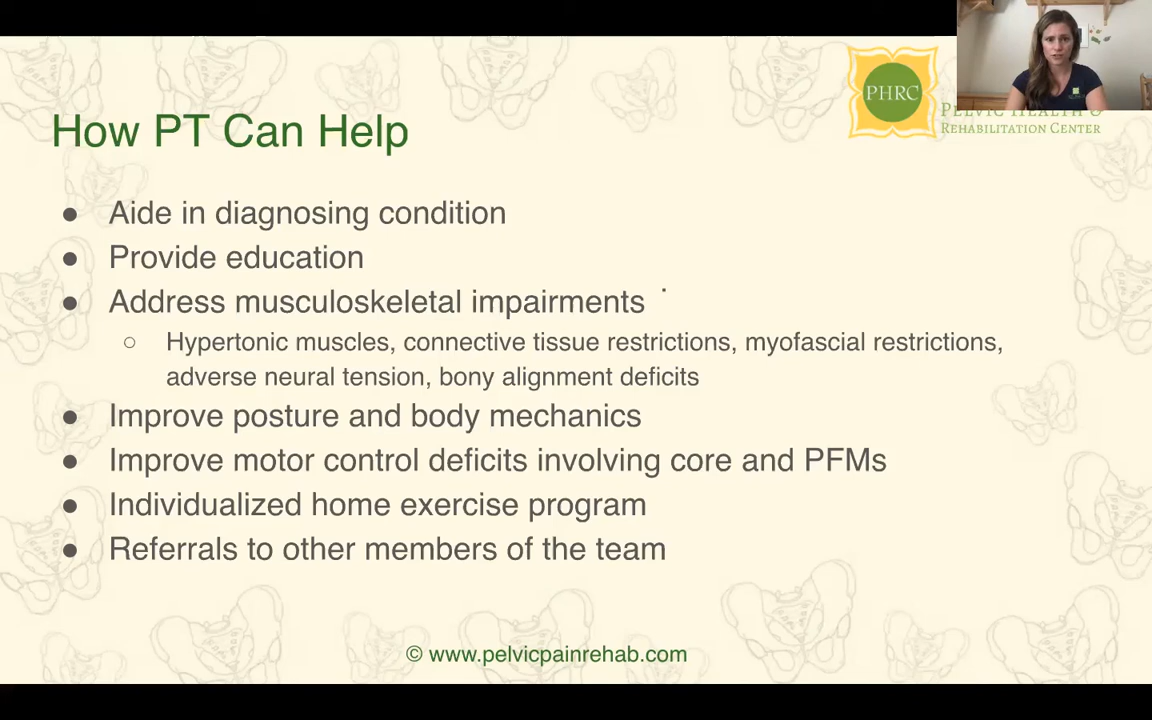 How PT Can Help
PHRC
PELVIC HEALTH &
REHABILITATION CENTER
● Aide in diagnosing condition
● Provide education
● Address musculoskeletal impairments
○ Hypertonic muscles, connective tissue restrictions, myofascial restrictions,
adverse neural tension, bony alignment deficits
● Improve posture and body mechanics
● Improve motor control deficits involving core and PFMs
● Individualized home exercise program
● Referrals to other members of the team
© www.pelvicpainrehab.com